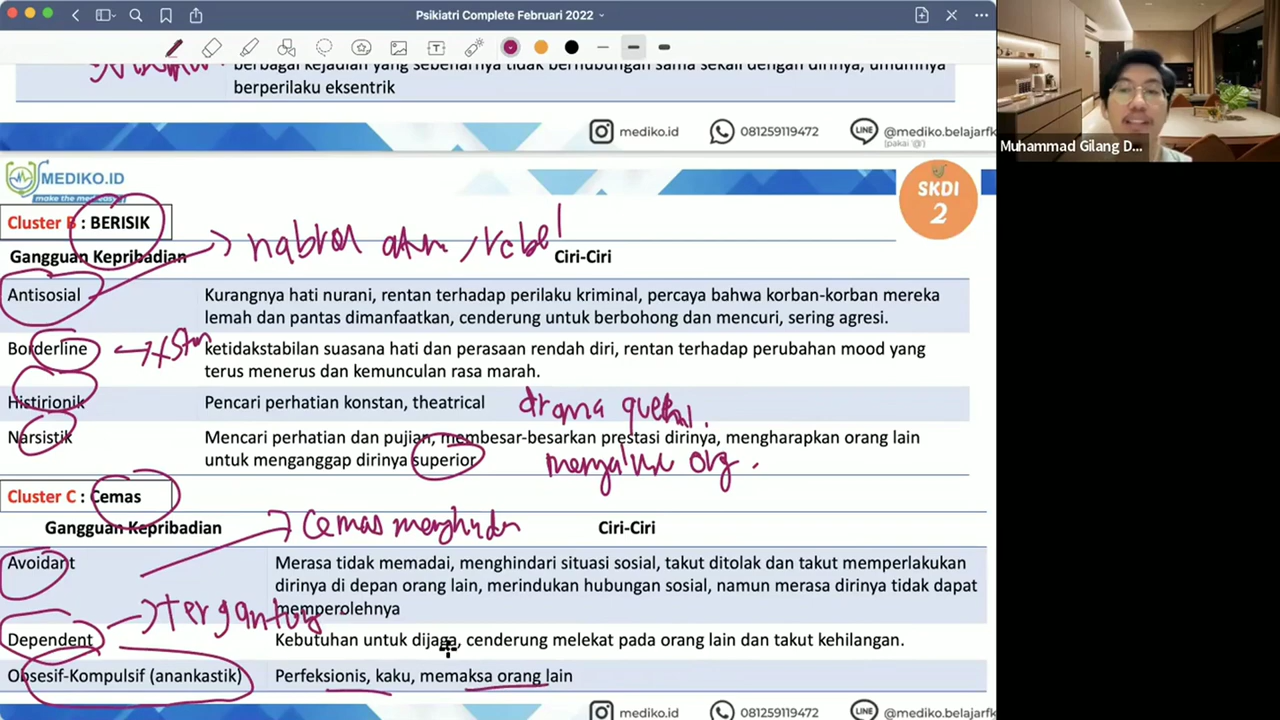 Psikiatri Complete Februari 2022
berbagai kejadian yang sebenarnya tidak berhubungan sama sekali dengan dirinya, umumnya
berperilaku eksentrik
mediko.id 081259119472 @mediko.belajarfk
(pakai '@')
MEDIKO.ID
make the med easy
SKDI
2
Cluster B : BERISIK
Gangguan Kepribadian Ciri-Ciri
Antisosial Kurangnya hati nurani, rentan terhadap perilaku kriminal, percaya bahwa korban-korban mereka
lemah dan pantas dimanfaatkan, cenderung untuk berbohong dan mencuri, sering agresi.
Borderline ketidakstabilan suasana hati dan perasaan rendah diri, rentan terhadap perubahan mood yang
terus menerus dan kemunculan rasa marah.
Histirionik Pencari perhatian konstan, theatrical
drama queen
Narsistik Mencari perhatian dan pujian, membesar-besarkan prestasi dirinya, mengharapkan orang lain
untuk menganggap dirinya superior
org.
Cluster C : Cemas
Gangguan Kepribadian Ciri-Ciri
Cemas menghindar
Avoidant Merasa tidak memadai, menghindari situasi sosial, takut ditolak dan takut memperlakukan
dirinya di depan orang lain, merindukan hubungan sosial, namun merasa dirinya tidak dapat
memperolehnya
tergantung
Dependent Kebutuhan untuk dijaga, cenderung melekat pada orang lain dan takut kehilangan.
Obsesif-Kompulsif (anankastik) Perfeksionis, kaku, memaksa orang lain
mediko.id 081259119472 @mediko.belajarfk
Muhammad Gilang D...